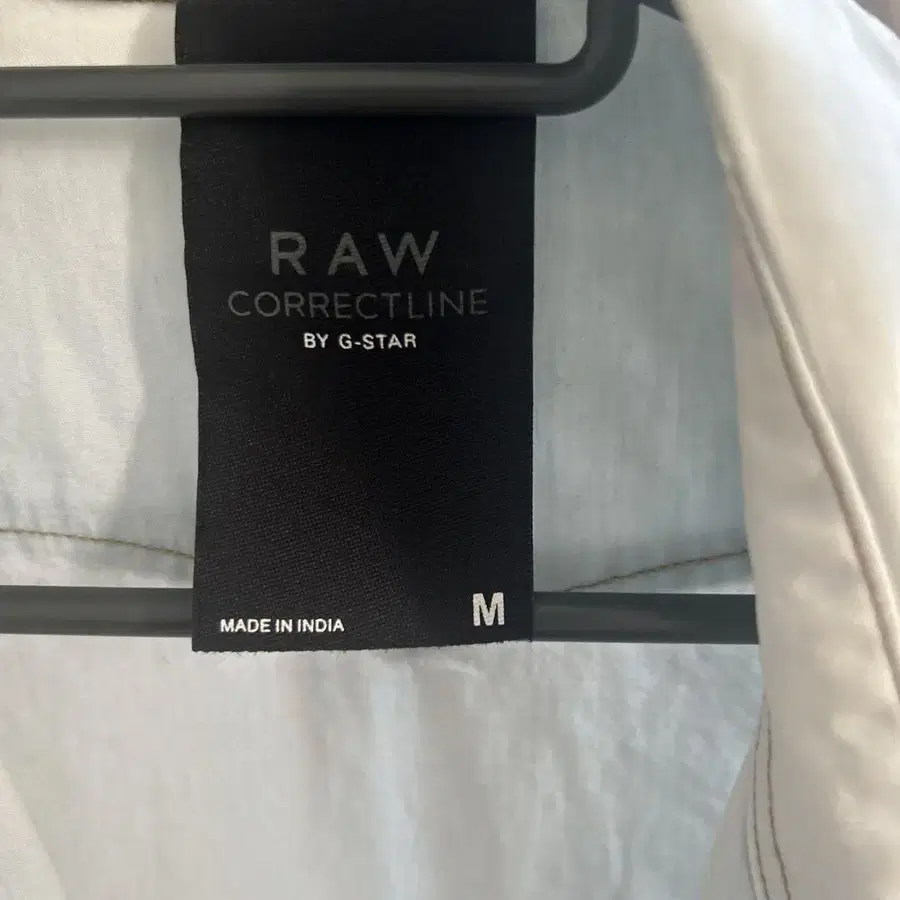 RAW
CORRECTLINE
BY G-STAR
MADE IN INDIA
M